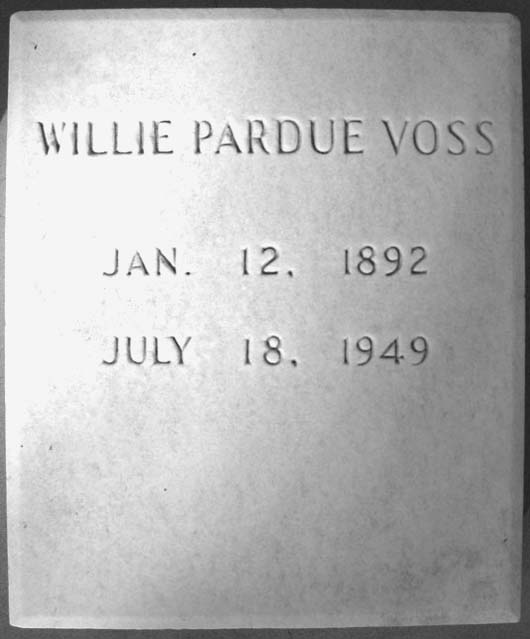 WILLIE PARDUE VOSS
JAN. 12, 1892
JULY 18, 1949